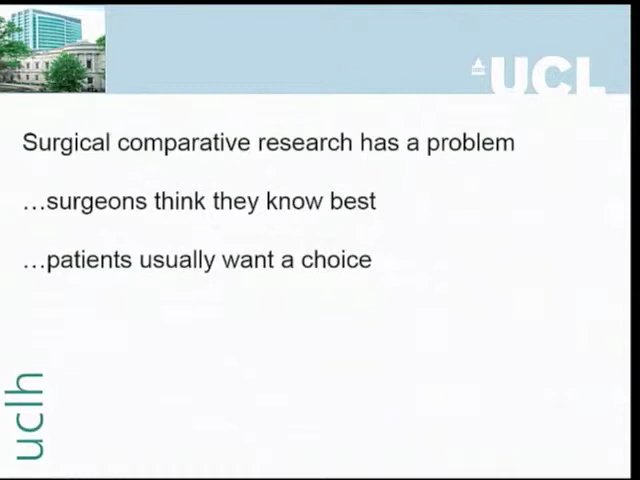 UCL
Surgical comparative research has a problem
…surgeons think they know best
…patients usually want a choice
uclh